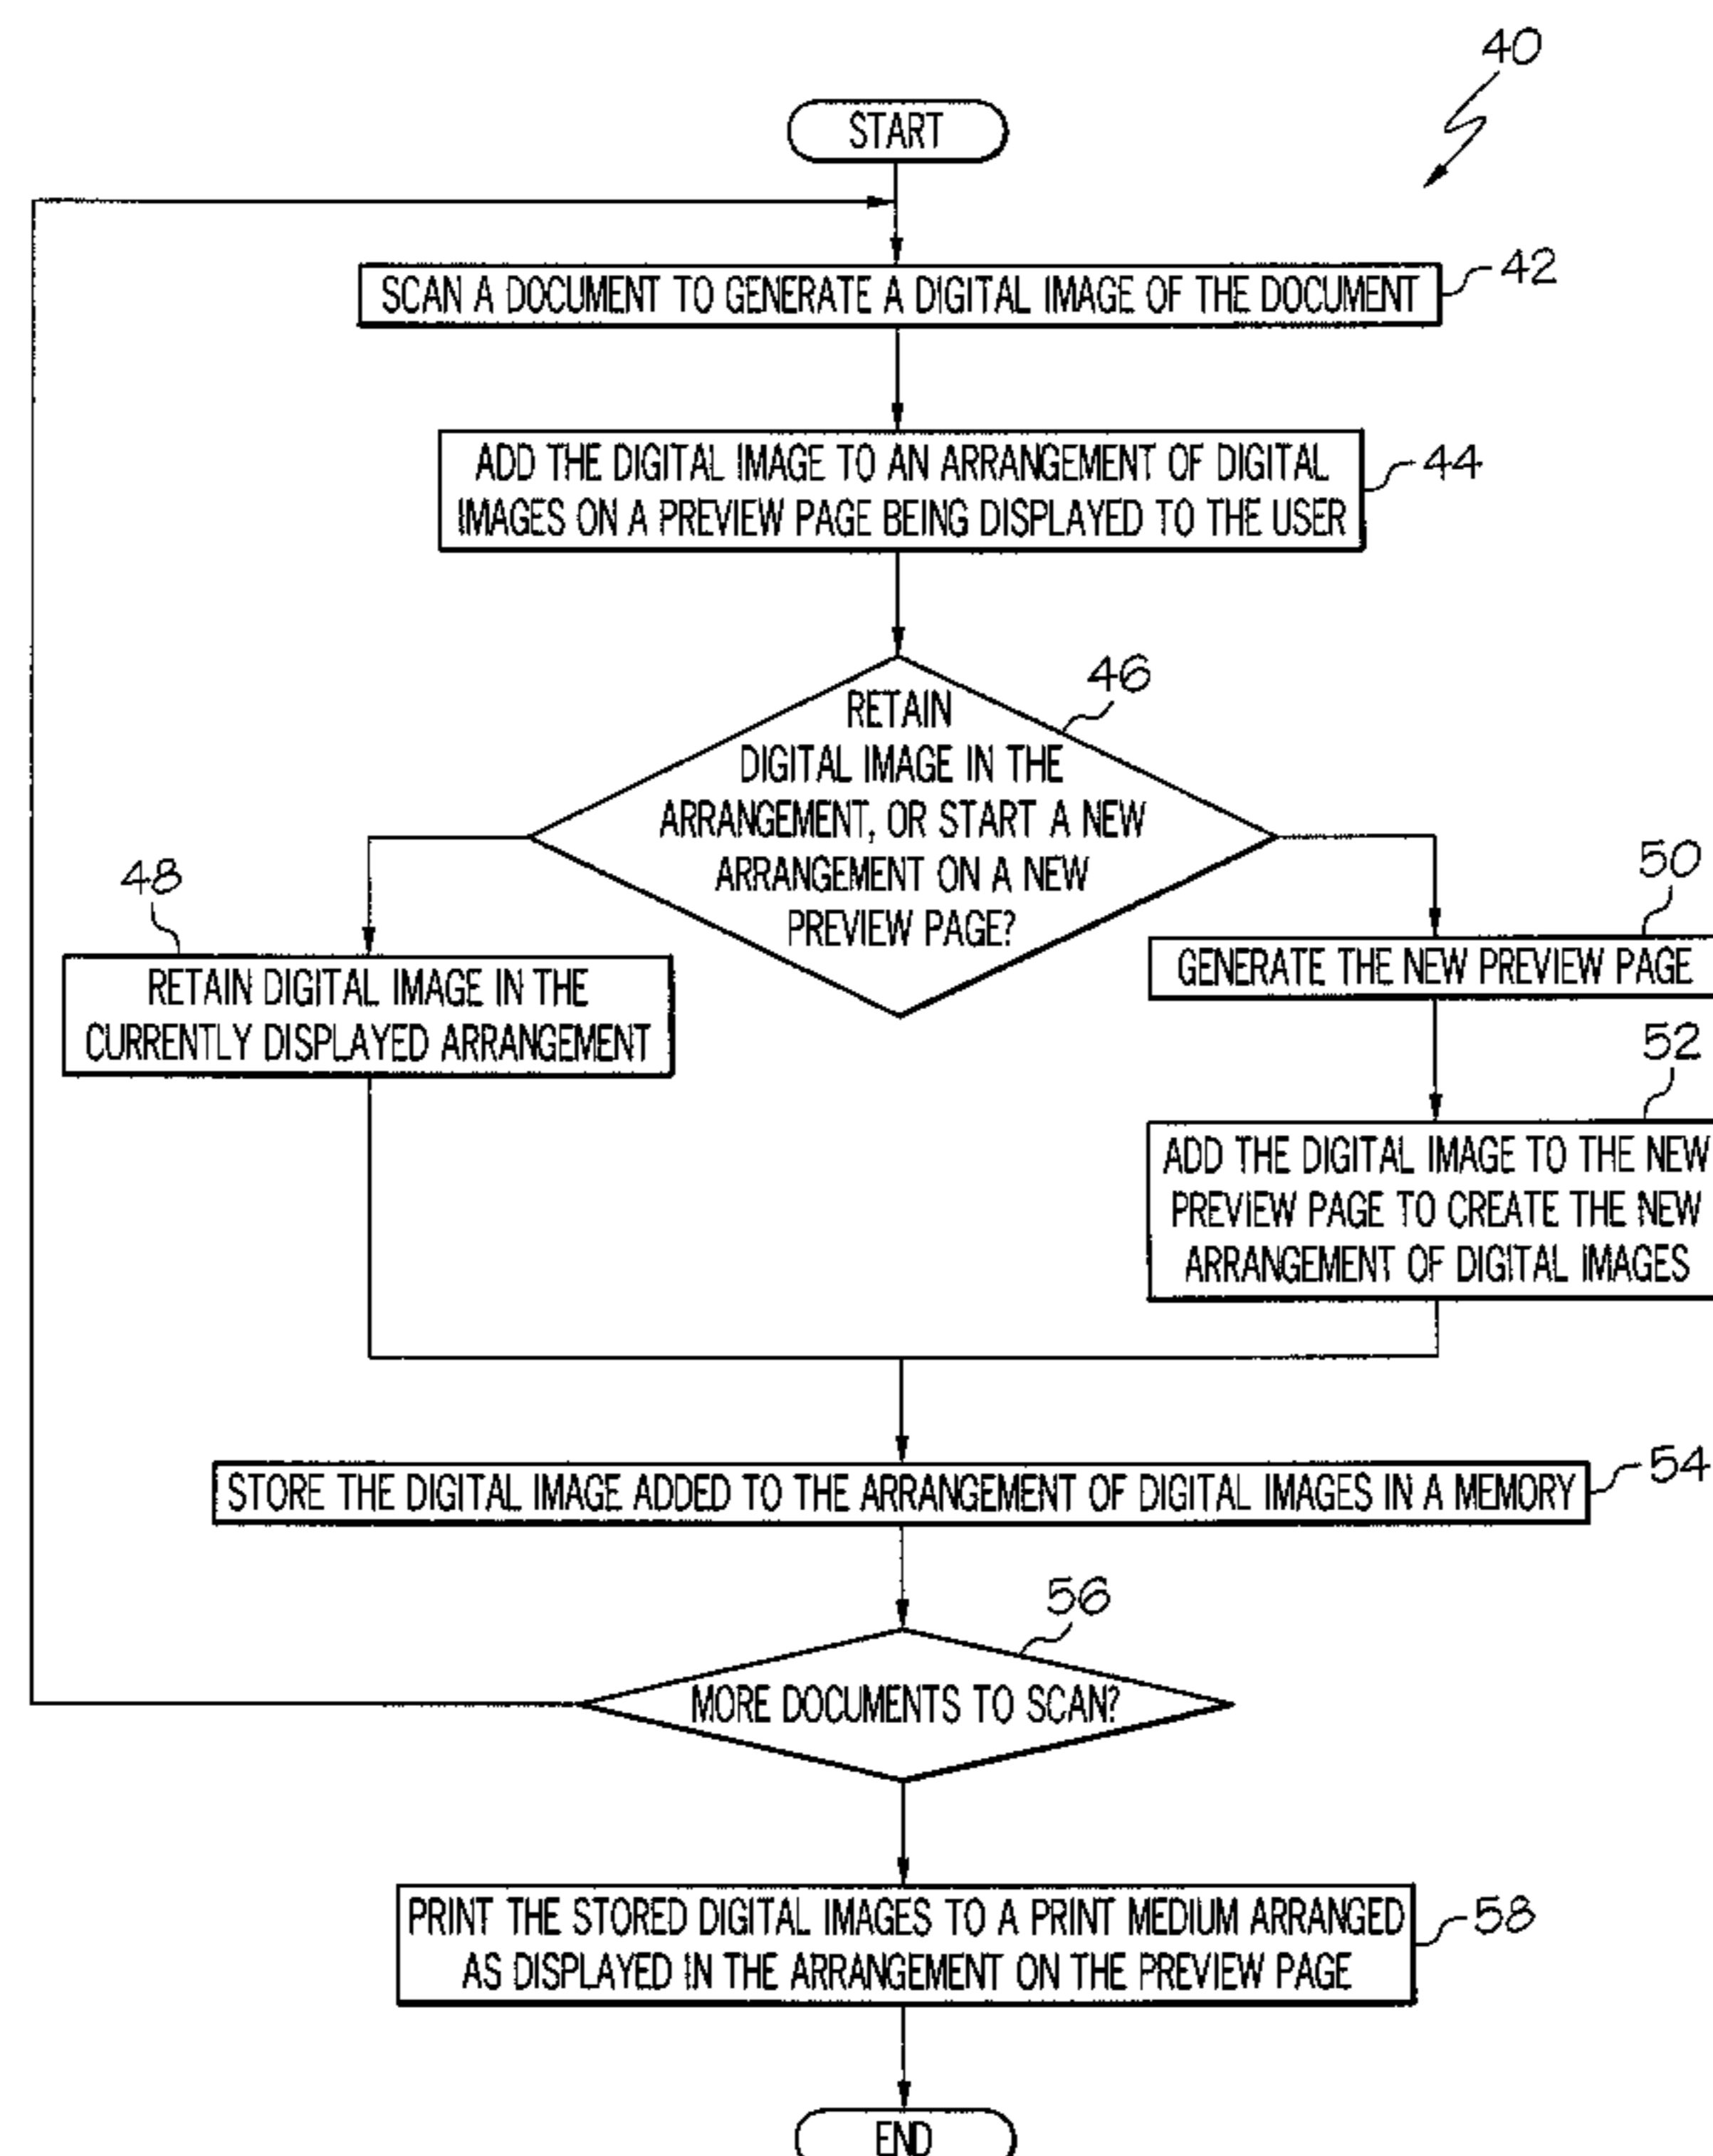 40
START
SCAN A DOCUMENT TO GENERATE A DIGITAL IMAGE OF THE DOCUMENT
42
ADD THE DIGITAL IMAGE TO AN ARRANGEMENT OF DIGITAL
IMAGES ON A PREVIEW PAGE BEING DISPLAYED TO THE USER
44
46
RETAIN
DIGITAL IMAGE IN THE
ARRANGEMENT, OR START A NEW
ARRANGEMENT ON A NEW
PREVIEW PAGE?
48
RETAIN DIGITAL IMAGE IN THE
CURRENTLY DISPLAYED ARRANGEMENT
50
GENERATE THE NEW PREVIEW PAGE
52
ADD THE DIGITAL IMAGE TO THE NEW
PREVIEW PAGE TO CREATE THE NEW
ARRANGEMENT OF DIGITAL IMAGES
STORE THE DIGITAL IMAGE ADDED TO THE ARRANGEMENT OF DIGITAL IMAGES IN A MEMORY
54
56
MORE DOCUMENTS TO SCAN?
PRINT THE STORED DIGITAL IMAGES TO A PRINT MEDIUM ARRANGED
AS DISPLAYED IN THE ARRANGEMENT ON THE PREVIEW PAGE
58
END